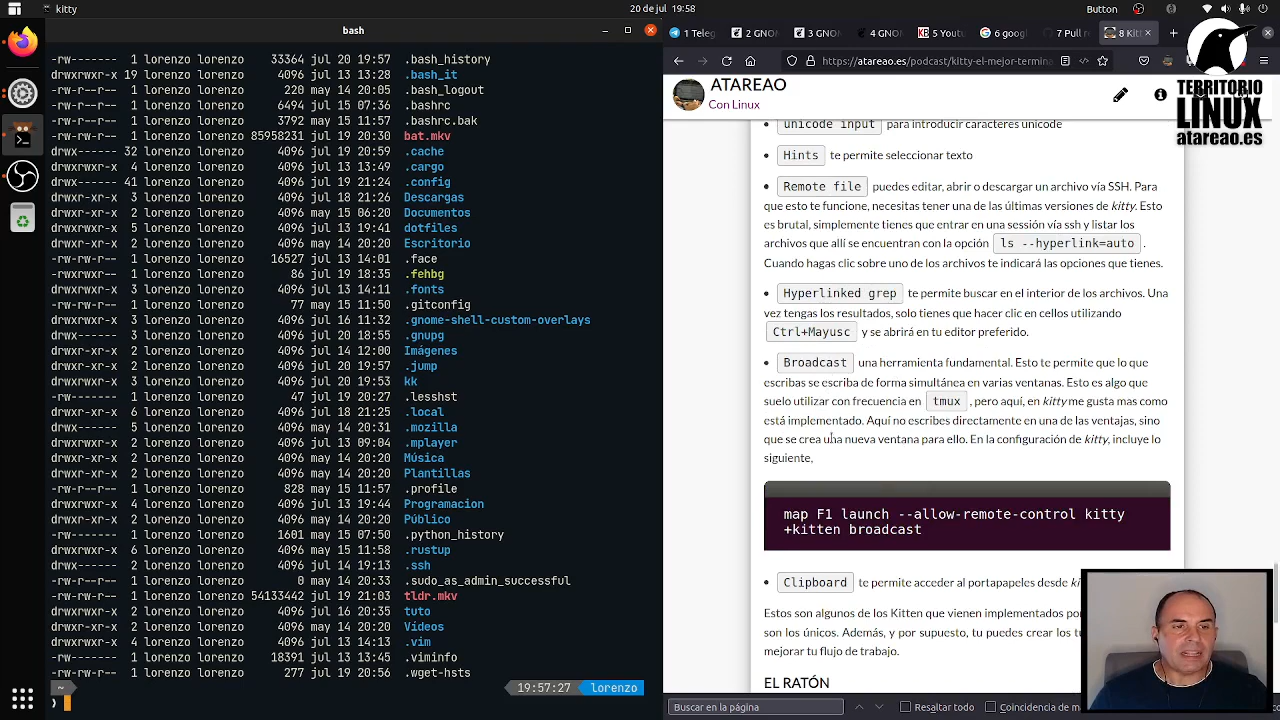 kitty
20 de jul 19:58
Button
bash
-rw------- 1 lorenzo lorenzo 33364 jul 20 19:57 .bash_history
drwxrwxr-x 19 lorenzo lorenzo 4096 jul 13 13:28 .bash_it
-rw-r--r-- 1 lorenzo lorenzo 220 may 14 20:05 .bash_logout
-rw-r--r-- 1 lorenzo lorenzo 6494 jul 15 07:36 .bashrc
-rw-r--r-- 1 lorenzo lorenzo 3792 may 15 11:57 .bashrc.bak
-rw-rw-r-- 1 lorenzo lorenzo 85958231 jul 19 20:30 bat.mkv
drwx------ 32 lorenzo lorenzo 4096 jul 19 20:59 .cache
drwxrwxr-x 4 lorenzo lorenzo 4096 jul 13 13:49 .cargo
drwx------ 41 lorenzo lorenzo 4096 jul 19 21:24 .config
drwxr-xr-x 3 lorenzo lorenzo 4096 jul 18 21:26 Descargas
drwxr-xr-x 2 lorenzo lorenzo 4096 may 15 06:20 Documentos
drwxrwxr-x 5 lorenzo lorenzo 4096 jul 13 19:41 dotfiles
drwxr-xr-x 2 lorenzo lorenzo 4096 may 14 20:20 Escritorio
-rw-rw-r-- 1 lorenzo lorenzo 16527 jul 13 14:01 .face
-rwxrwxr-- 1 lorenzo lorenzo 86 jul 19 18:35 .fehbg
drwxrwxr-x 2 lorenzo lorenzo 4096 jul 13 14:11 .fonts
-rw-rw-r-- 1 lorenzo lorenzo 77 may 15 11:50 .gitconfig
drwxrwxr-x 3 lorenzo lorenzo 4096 jul 16 11:32 .gnome-shell-custom-overlays
drwx------ 3 lorenzo lorenzo 4096 jul 20 18:55 .gnupg
drwxr-xr-x 2 lorenzo lorenzo 4096 jul 14 12:00 Imágenes
drwxrwxr-x 2 lorenzo lorenzo 4096 jul 20 19:57 .jump
drwxrwxr-x 3 lorenzo lorenzo 4096 jul 20 19:53 kk
-rw------- 1 lorenzo lorenzo 47 jul 19 20:27 .lesshst
drwxrwxr-x 6 lorenzo lorenzo 4096 jul 18 21:25 .local
drwx------ 5 lorenzo lorenzo 4096 may 14 20:31 .mozilla
drwxrwxr-x 2 lorenzo lorenzo 4096 jul 13 09:04 .mplayer
drwxr-xr-x 2 lorenzo lorenzo 4096 may 14 20:20 Música
drwxr-xr-x 2 lorenzo lorenzo 4096 may 14 20:20 Plantillas
-rw-r--r-- 1 lorenzo lorenzo 828 may 15 11:57 .profile
drwxrwxr-x 4 lorenzo lorenzo 4096 jul 13 19:44 Programacion
drwxr-xr-x 2 lorenzo lorenzo 4096 may 14 20:20 Público
-rw------- 1 lorenzo lorenzo 1601 may 15 07:50 .python_history
drwxrwxr-x 6 lorenzo lorenzo 4096 may 15 11:58 .rustup
drwx------ 2 lorenzo lorenzo 4096 jul 14 19:13 .ssh
-rw-r--r-- 1 lorenzo lorenzo 0 may 14 20:33 .sudo_as_admin_successful
-rw-rw-r-- 1 lorenzo lorenzo 54133442 jul 19 21:03 tldr.mkv
drwxrwxr-x 2 lorenzo lorenzo 4096 jul 16 20:35 tuto
drwxr-xr-x 2 lorenzo lorenzo 4096 may 14 20:20 Vídeos
drwxrwxr-x 4 lorenzo lorenzo 4096 jul 13 14:13 .vim
-rw------- 1 lorenzo lorenzo 18391 jul 13 13:45 .viminfo
-rw-rw-r-- 1 lorenzo lorenzo 277 jul 19 20:56 .wget-hsts
~ 19:57:27 lorenzo
❯
1 Teleg
2 GNO
3
4 GNO
5 Youtu
6 googl
7 Pull r
8 Kitt
https://atareao.es/podcast/kitty-el-mejor-termina
ATAREAO
Con Linux
TERRITORIO
LINUX
atareao.es
• unicode input para introducir caracteres unicode
• Hints te permite seleccionar texto
• Remote file puedes editar, abrir o descargar un archivo vía SSH. Para
que esto te funcione, necesitas tener una de las últimas versiones de kitty. Esto
es brutal, simplemente tienes que entrar en una sesión vía ssh y listar los
archivos que allí se encuentran con la opción ls --hyperlink=auto .
Cuando hagas clic sobre uno de los archivos te indicará las opciones que tienes.
• Hyperlinked grep te permite buscar en el interior de los archivos. Una
vez tengas los resultados, solo tienes que hacer clic en cellos utilizando
Ctrl+Mayusc y se abrirá en tu editor preferido.
• Broadcast una herramienta fundamental. Esto te permite que lo que
escribas se escriba de forma simultánca en varias ventanas. Esto es algo que
suelo utilizar con frecuencia en tmux , pero aquí, en kitty me gusta mas como
está implementado. Aquí no escribes directamente en una de las ventajas, sino
que se crea una nueva ventana para ello. En la configuración de kitty, incluye lo
siguiente,
map F1 launch --allow-remote-control kitty
+kitten broadcast
• Clipboard te permite acceder al portapapeles desde
Estos son algunos de los Kitten que vienen implementados
son los únicos. Además, y por supuesto, tu puedes crear los
mejorar tu flujo de trabajo.
EL RATÓN
Buscar en la página
Resaltar todo
Coincidencia de